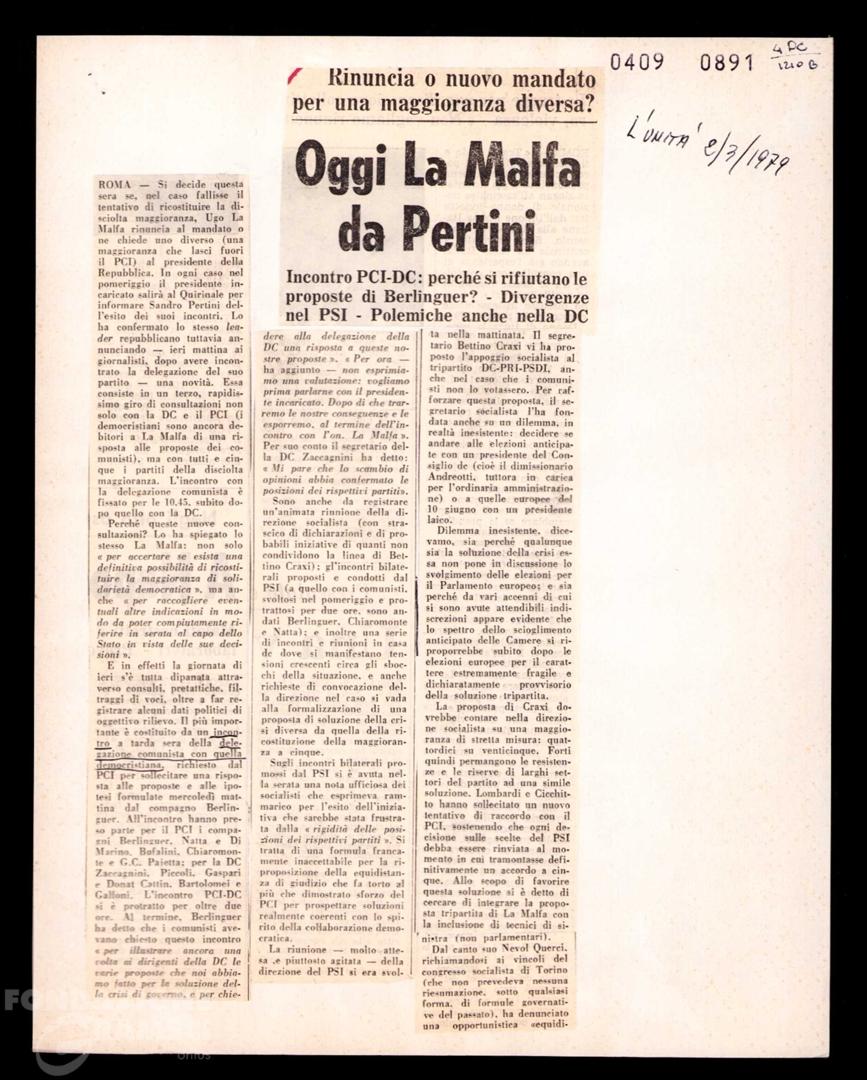 0409 0891
4 DC
1210 B
L'UNITÀ 2/3/1979
Rinuncia o nuovo mandato
per una maggioranza diversa?
Oggi La Malfa
da Pertini
Incontro PCI-DC: perché si rifiutano le
proposte di Berlinguer? - Divergenze
nel PSI - Polemiche anche nella DC
ROMA — Si decide questa
sera se, nel caso fallisse il
tentativo di ricostituire la di-
sciolta maggioranza, Ugo La
Malfa rinuncia al mandato o
ne chiede uno diverso (una
maggioranza che lasci fuori
il PCI) al presidente della
Repubblica. In ogni caso nel
pomeriggio il presidente in-
caricato salirà al Quirinale per
informare Sandro Pertini del-
l'esito dei suoi incontri. Lo
ha confermato lo stesso lea-
der repubblicano tuttavia an-
nunciando — ieri mattina ai
giornalisti, dopo avere incon-
trato la delegazione del suo
partito — una novità. Essa
consiste in un terzo, rapidis-
simo giro di consultazioni non
solo con la DC e il PCI (i
democristiani sono ancora de-
bitori a La Malfa di una ri-
sposta alle proposte dei co-
munisti), ma con tutti e cin-
que i partiti della disciolta
maggioranza. L'incontro con
la delegazione comunista è
fissato per le 10,45, subito do-
po quello con la DC.
Perché queste nuove con-
sultazioni? Lo ha spiegato lo
stesso La Malfa: non solo
« per accertare se esista una
definitiva possibilità di ricosti-
tuire la maggioranza di soli-
darietà democratica », ma an-
che « per raccogliere even-
tuali altre indicazioni in mo-
do da poter compiutamente ri-
ferire in serata al capo dello
Stato in vista delle sue deci-
sioni ».
E in effetti la giornata di
ieri s'è tutta dipanata attra-
verso consulti, pretattiche, fil-
traggi di voci, oltre a far re-
gistrare alcuni dati politici di
oggettivo rilievo. Il più impor-
tante è costituito da un incon-
tro a tarda sera della dele-
gazione comunista con quella
democristiana, richiesto dal
PCI per sollecitare una rispo-
sta alle proposte e alle ipo-
tesi formulate mercoledì mat-
tina dal compagno Berlin-
guer. All'incontro hanno pre-
so parte per il PCI i compa-
gni Berlinguer, Natta e Di
Marino, Bufalini, Chiaromon-
te e G.C. Pajetta; per la DC
Zaccagnini, Piccoli, Gaspari
e Donat Cattin, Bartolomei e
Galloni. L'incontro PCI-DC
si è protratto per oltre due
ore. Al termine, Berlinguer
ha detto che i comunisti ave-
vano chiesto questo incontro
« per illustrare ancora una
volta ai dirigenti della DC le
varie proposte che noi abbia-
mo fatto per la soluzione del-
la crisi di governo, e per chie-
dere alla delegazione della
DC una risposta a queste no-
stre proposte ». « Per ora —
ha aggiunto — non esprimia-
mo una valutazione: vogliamo
prima parlarne con il presiden-
te incaricato. Dopo di che trar-
remo le nostre conseguenze e le
esporremo, al termine dell'in-
contro con l'on. La Malfa ».
Per suo conto il segretario del-
la DC Zaccagnini ha detto:
« Mi pare che lo scambio di
opinioni abbia confermato le
posizioni dei rispettivi partiti».
Sono anche da registrare
un'animata riunione della di-
rezione socialista (con stra-
scico di dichiarazioni e di pro-
babili iniziative di quanti non
condividono la linea di Bet-
tino Craxi); gl'incontri bilate-
rali proposti e condotti dal
PSI (a quello con i comunisti,
svoltosi nel pomeriggio e pro-
trattosi per due ore, sono an-
dati Berlinguer, Chiaromonte
e Natta); e inoltre una serie
di incontri e riunioni in casa
dc dove si manifestano ten-
sioni crescenti circa gli sboc-
chi della situazione, e anche
richieste di convocazione del-
la direzione nel caso si vada
alla formalizzazione di una
proposta di soluzione della cri-
si diversa da quella della ri-
costituzione della maggioran-
za a cinque.
Sugli incontri bilaterali pro-
mossi dal PSI si è avuta nel-
la serata una nota ufficiosa dei
socialisti che esprimeva ram-
marico per l'esito dell'inizia-
tiva che sarebbe stata frustra-
ta dalla « rigidità delle posi-
zioni dei rispettivi partiti ». Si
tratta di una formula franca-
mente inaccettabile per la ri-
proposizione della equidistan-
za di giudizio che fa torto al
più che dimostrato sforzo del
PCI per prospettare soluzioni
realmente coerenti con lo spi-
rito della collaborazione demo-
cratica.
La riunione — molto atte-
sa e piuttosto agitata — della
direzione del PSI si era svol-
ta nella mattinata. Il segre-
tario Bettino Craxi vi ha pro-
posto l'appoggio socialista al
tripartito DC-PRI-PSDI, an-
che nel caso che i comuni-
sti non lo votassero. Per raf-
forzare questa proposta, il se-
gretario socialista l'ha fon-
data anche su un dilemma, in
realtà inesistente: decidere se
andare alle elezioni anticipa-
te con un presidente del Con-
siglio dc (cioè il dimissionario
Andreotti, tuttora in carica
per l'ordinaria amministrazio-
ne) o a quelle europee del
10 giugno con un presidente
laico.
Dilemma inesistente, dice-
vamo, sia perché qualunque
sia la soluzione della crisi es-
sa non pone in discussione lo
svolgimento delle elezioni per
il Parlamento europeo; e sia
perché da vari accenni di cui
si sono avute attendibili indi-
screzioni appare evidente che
lo spettro dello scioglimento
anticipato delle Camere si ri-
proporrebbe subito dopo le
elezioni europee per il carat-
tere estremamente fragile e
dichiaratamente provvisorio
della soluzione tripartita.
La proposta di Craxi do-
vrebbe contare nella direzio-
ne socialista su una maggio-
ranza di stretta misura: quat-
tordici su venticinque. Forti
quindi permangono le resisten-
ze e le riserve di larghi set-
tori del partito ad una simile
soluzione. Lombardi e Cicchit-
to hanno sollecitato un nuovo
tentativo di raccordo con il
PCI, sostenendo che ogni de-
cisione sulle scelte del PSI
debba essere rinviata al mo-
mento in cui tramontasse defi-
nitivamente un accordo a cin-
que. Allo scopo di favorire
questa soluzione si è detto di
cercare di integrare la propo-
sta tripartita di La Malfa con
la inclusione di tecnici di si-
nistra (non parlamentari).
Dal canto suo Nevol Querci,
richiamandosi ai vincoli del
congresso socialista di Torino
(che non prevedeva nessuna
riesumazione, sotto qualsiasi
forma, di formule governati-
ve del passato), ha denunciato
una opportunistica «equidi-